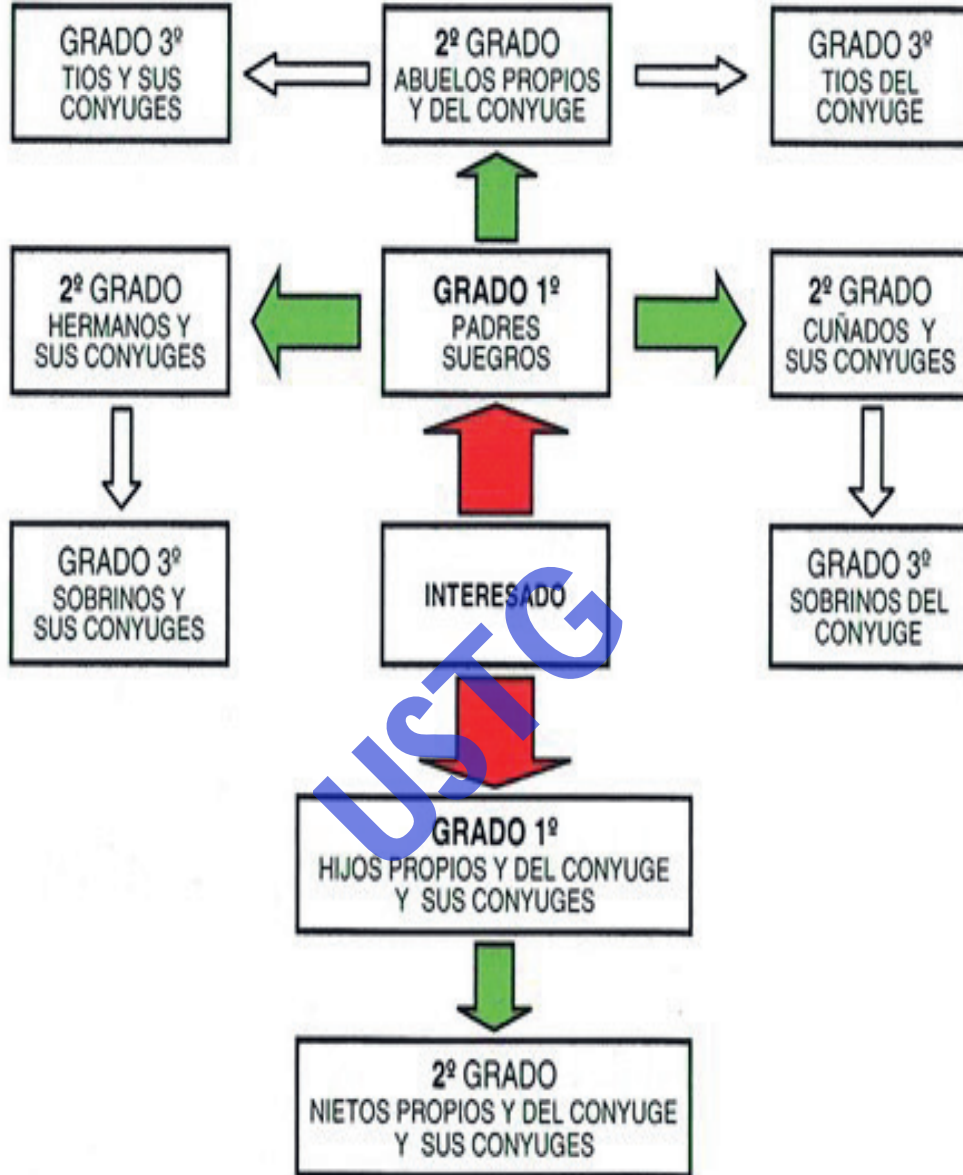 GRADO 3º
TIOS Y SUS
CONYUGES
2º GRADO
ABUELOS PROPIOS
Y DEL CONYUGE
GRADO 3º
TIOS DEL
CONYUGE
2º GRADO
HERMANOS Y
SUS CONYUGES
GRADO 1º
PADRES
SUEGROS
2º GRADO
CUÑADOS Y
SUS CONYUGES
GRADO 3º
SOBRINOS Y
SUS CONYUGES
INTERESADO
GRADO 3º
SOBRINOS DEL
CONYUGE
USTG
GRADO 1º
HIJOS PROPIOS Y DEL CONYUGE
Y SUS CONYUGES
2º GRADO
NIETOS PROPIOS Y DEL CONYUGE
Y SUS CONYUGES